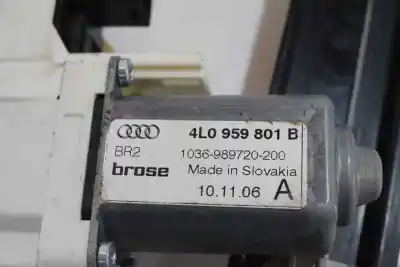 4L0 959 801 B
BR2 1036-989720-200
brose Made in Slovakia
10.11.06 A